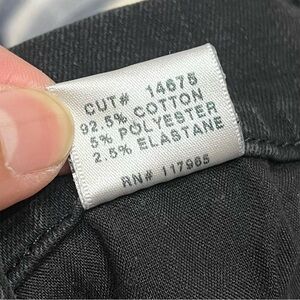 CUT# 14675
92.5% COTTON
5% POLYESTER
2.5% ELASTANE
RN# 117965